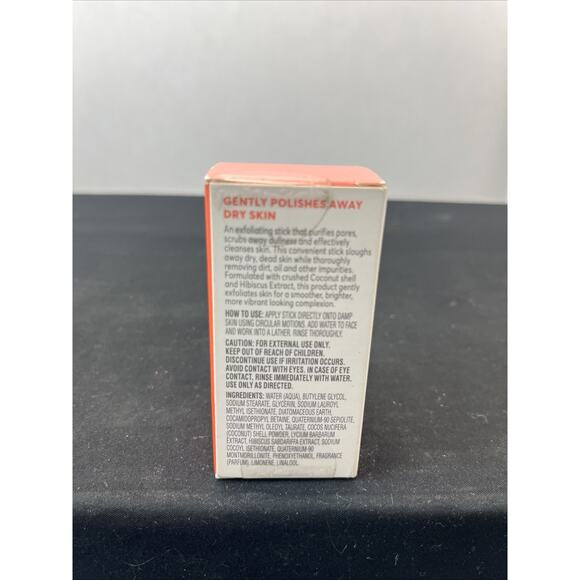 GENTLY POLISHES AWAY
DRY SKIN
An exfoliating stick that purifies pores,
scrubs away dullness and effectively
cleanses skin. This convenient stick sloughs
away dry, dead skin while thoroughly
removing dirt, oil and other impurities.
Formulated with crushed Coconut shell
and Hibiscus Extract, this product gently
exfoliates skin for a smoother, brighter,
more vibrant looking complexion.
HOW TO USE: APPLY STICK DIRECTLY ONTO DAMP
SKIN USING CIRCULAR MOTIONS. ADD WATER TO FACE
AND WORK INTO A LATHER. RINSE THOROUGHLY.
CAUTION: FOR EXTERNAL USE ONLY.
KEEP OUT OF REACH OF CHILDREN.
DISCONTINUE USE IF IRRITATION OCCURS.
AVOID CONTACT WITH EYES. IN CASE OF EYE
CONTACT, RINSE IMMEDIATELY WITH WATER.
USE ONLY AS DIRECTED.
INGREDIENTS: WATER (AQUA), BUTYLENE GLYCOL,
SODIUM STEARATE, GLYCERIN, SODIUM LAUROYL
METHYL ISETHIONATE, DIATOMACEOUS EARTH,
COCAMIDOPROPYL BETAINE, QUATERNIUM-90 SEPIOLITE,
SODIUM METHYL OLEOYL TAURATE, COCOS NUCIFERA
(COCONUT) SHELL POWDER, LYCIUM BARBARUM
EXTRACT, HIBISCUS SABDARIFFA EXTRACT, SODIUM
COCOYL ISETHIONATE, QUATERNIUM-90
MONTMORILLONITE, PHENOXYETHANOL, FRAGRANCE
(PARFUM), LIMONENE, LINALOOL.